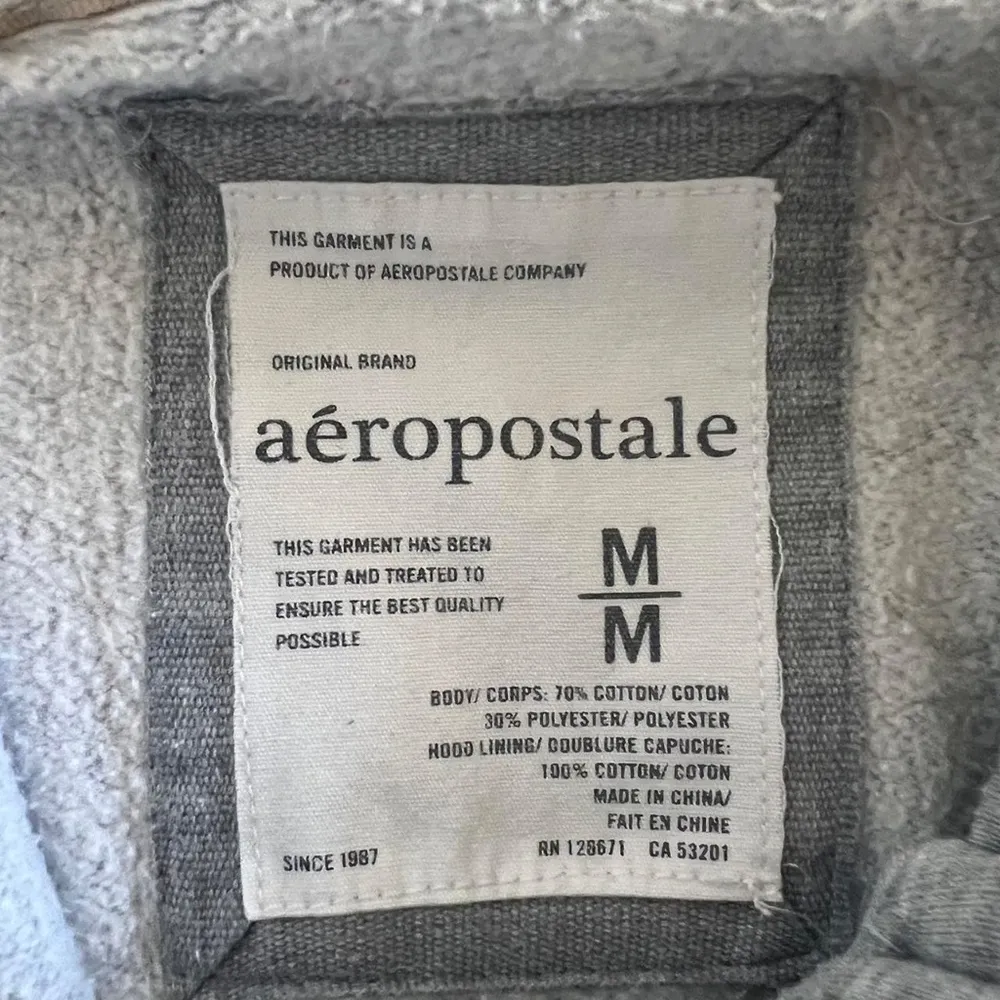 THIS GARMENT IS A
PRODUCT OF AEROPOSTALE COMPANY
ORIGINAL BRAND
aéropostale
THIS GARMENT HAS BEEN
TESTED AND TREATED TO
ENSURE THE BEST QUALITY
POSSIBLE
M
M
BODY/ CORPS: 70% COTTON/ COTON
30% POLYESTER/ POLYESTER
HOOD LINING/ DOUBLURE CAPUCHE:
100% COTTON/ COTON
MADE IN CHINA/
FAIT EN CHINE
RN 128671 CA 53201
SINCE 1987